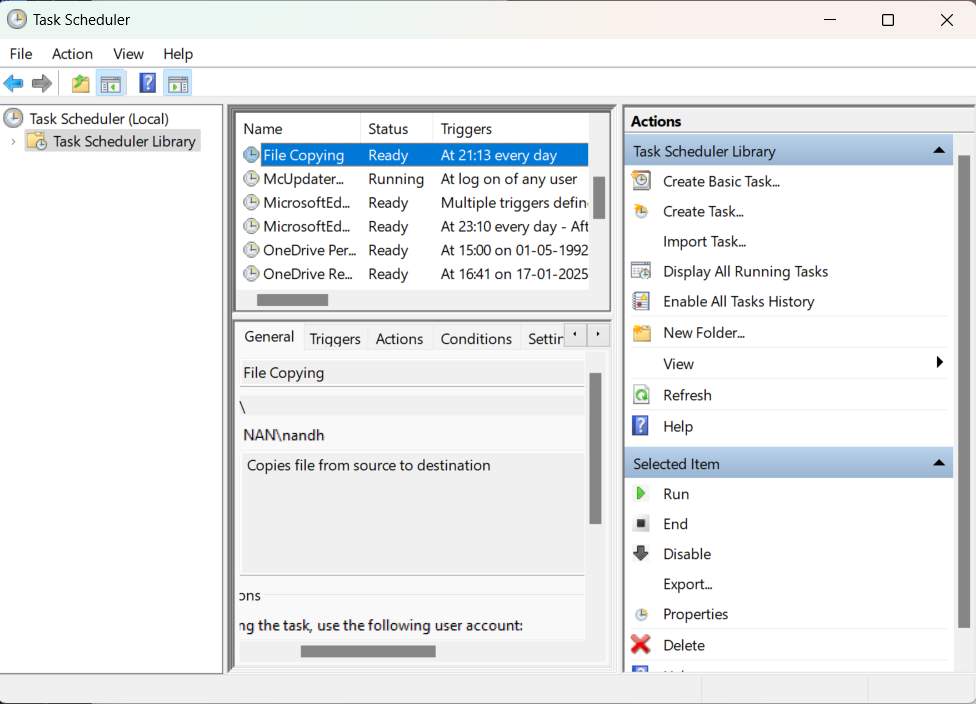 Task Scheduler
File Action View Help
Task Scheduler (Local)
Task Scheduler Library
Name Status Triggers
File Copying Ready At 21:13 every day
McUpdater... Running At log on of any user
MicrosoftEd... Ready Multiple triggers defin
MicrosoftEd... Ready At 23:10 every day - Aft
OneDrive Per... Ready At 15:00 on 01-05-1992
OneDrive Re... Ready At 16:41 on 17-01-2025
General Triggers Actions Conditions Settin
File Copying
\
NAN\nandh
Copies file from source to destination
ons
ng the task, use the following user account:
Actions
Task Scheduler Library
Create Basic Task...
Create Task...
Import Task...
Display All Running Tasks
Enable All Tasks History
New Folder...
View
Refresh
Help
Selected Item
Run
End
Disable
Export...
Properties
Delete